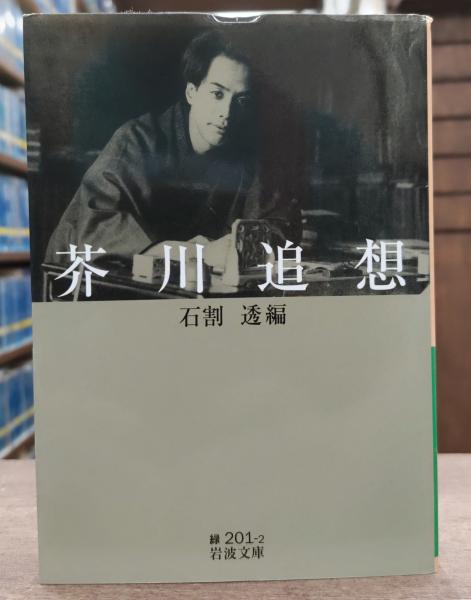 芥川追想
石割 透編
緑 201-2
岩波文庫